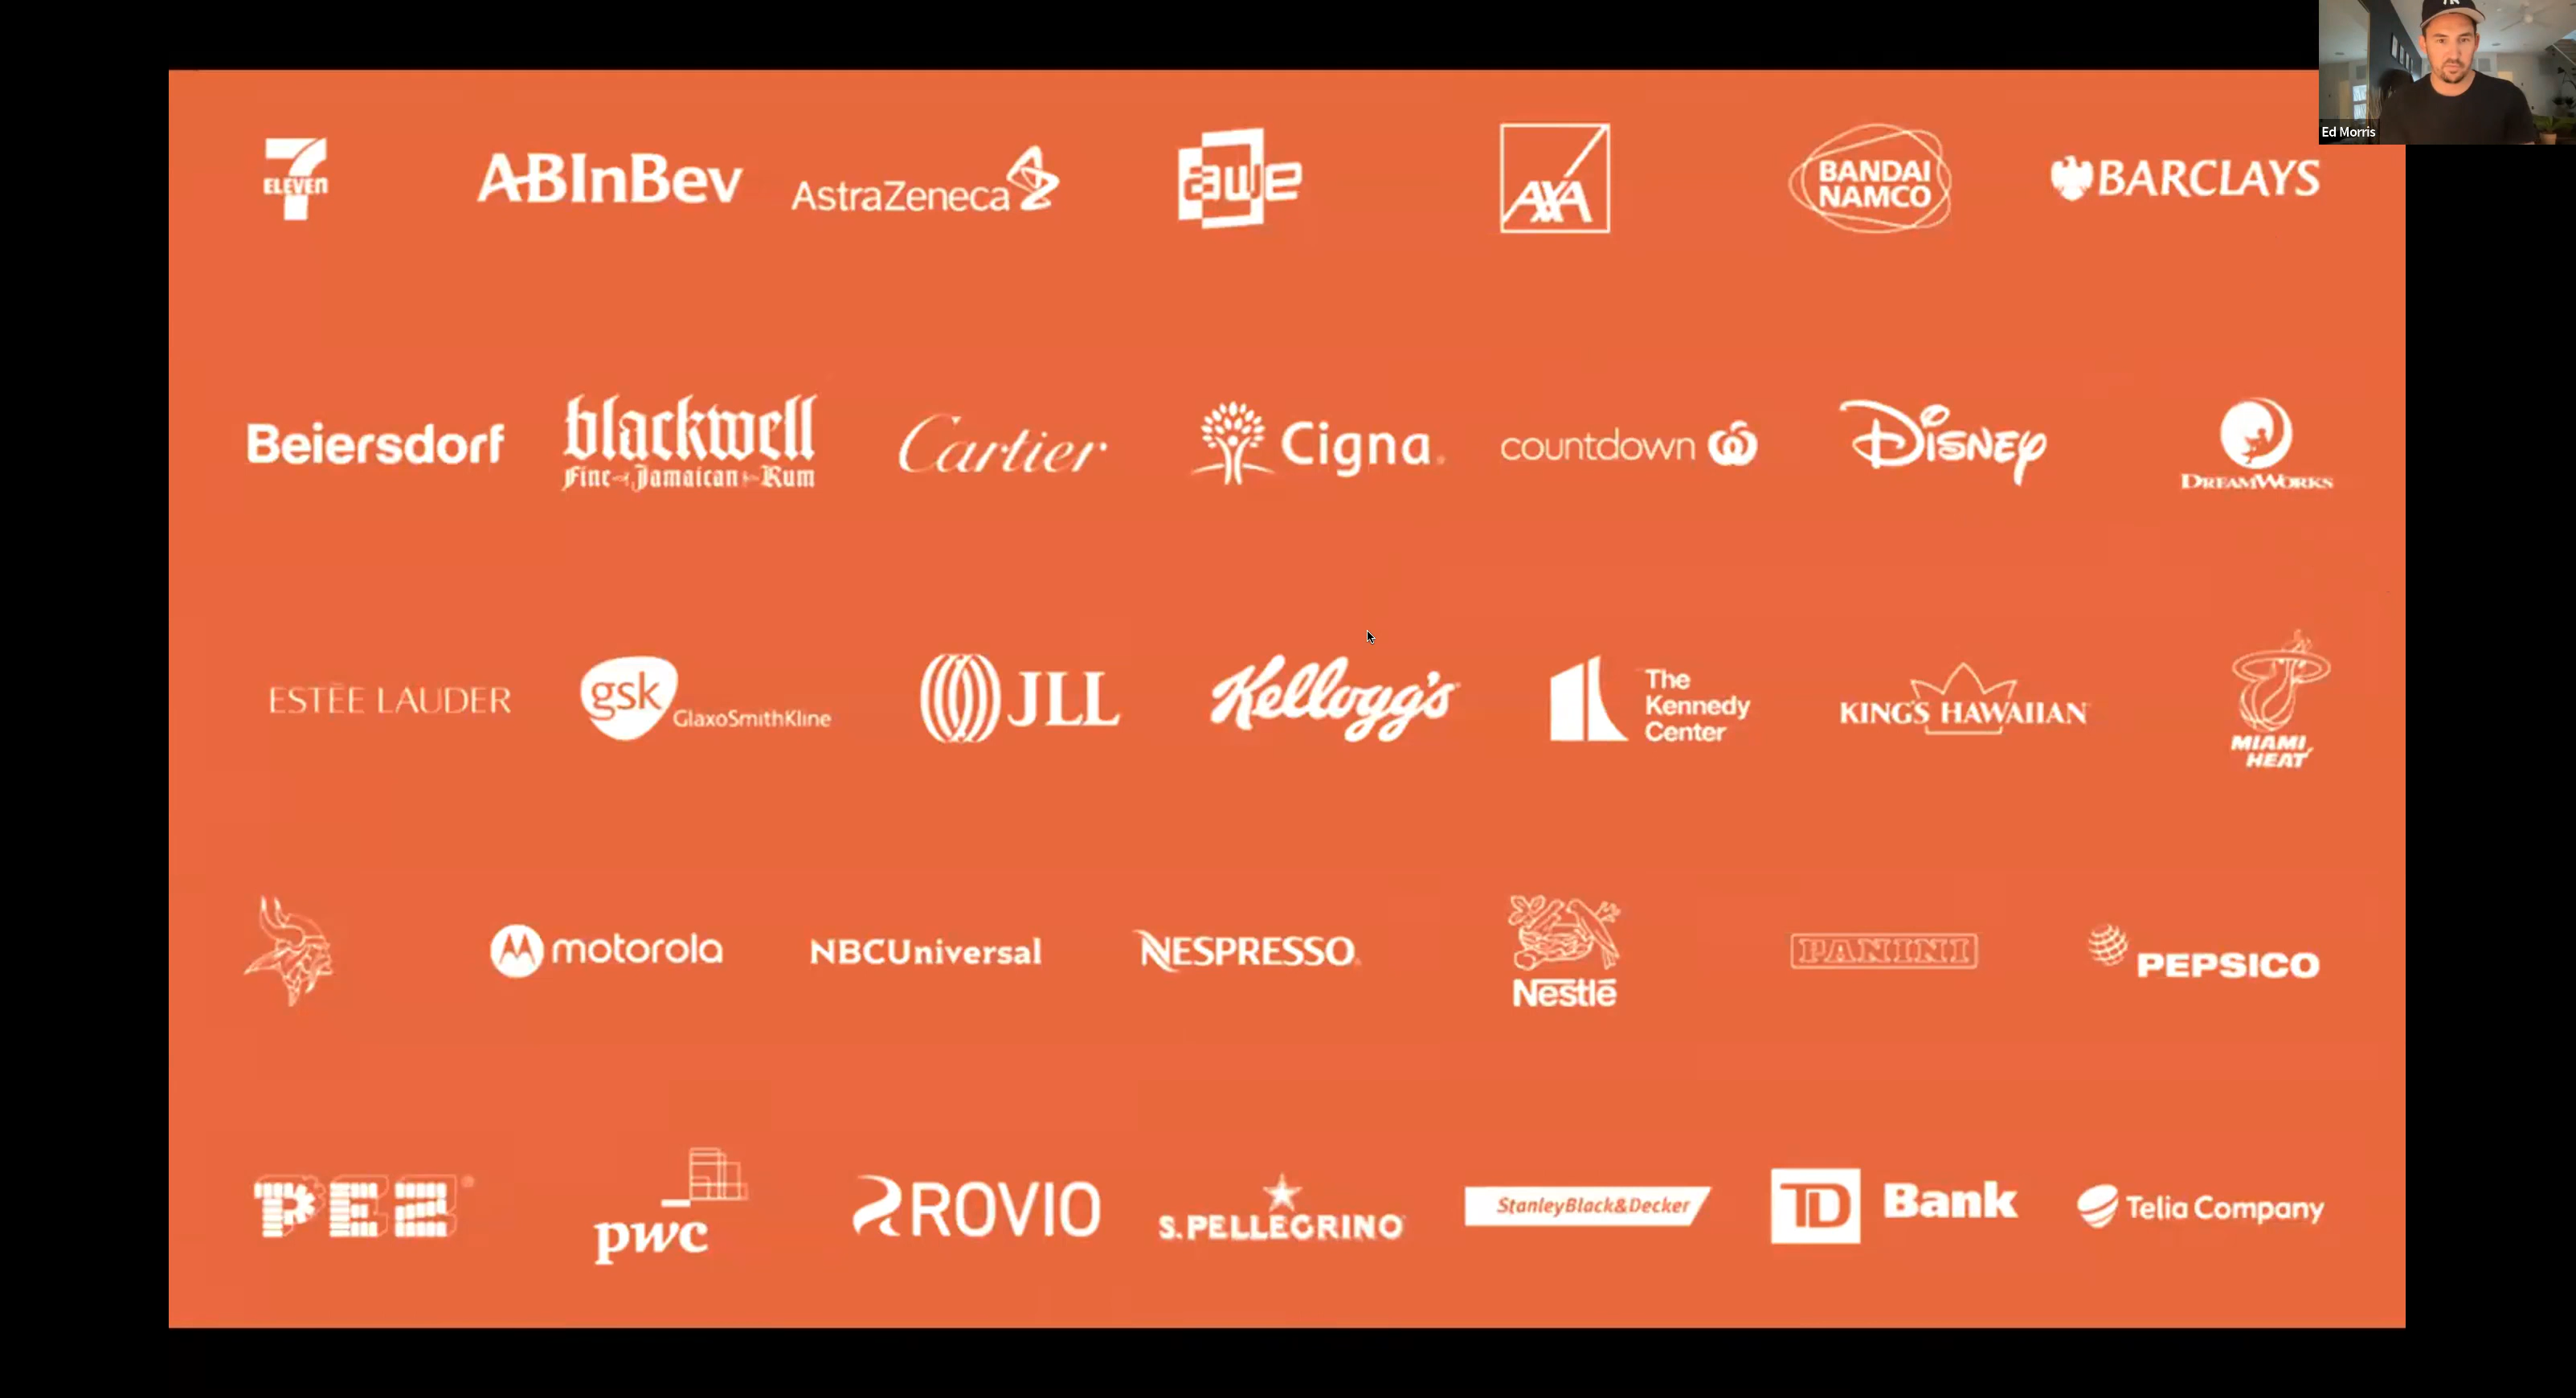 Ed Morris
7
ELEVEn
ABInBev
AstraZeneca
awe
AXA
BANDAI
NAMCO
BARCLAYS
Beiersdorf
blackwell
Fine Jamaican Rum
Cartier
Cigna
countdown
Disney
DREAMWORKS
ESTĒE LAUDER
gsk
GlaxoSmithKline
JLL
Kellogg's
The
Kennedy
Center
KING'S HAWAIIAN
MIAMI
HEAT
motorola
NBCUniversal
NESPRESSO
Nestlé
PANINI
PEPSICO
PEZ
pwc
ROVIO
S.PELLEGRINO
StanleyBlack&Decker
TD
Bank
Telia Company